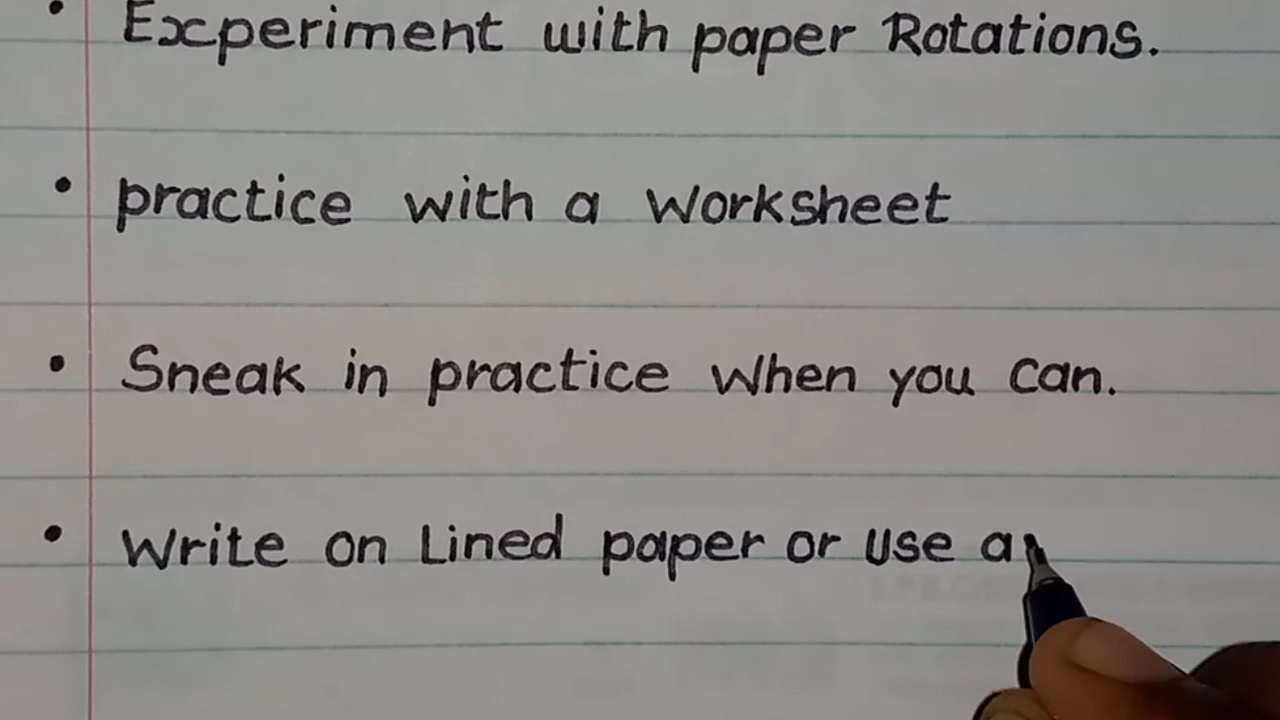 • Experiment with paper Rotations.
• practice with a Worksheet
• Sneak in practice when you can.
• Write on Lined paper or use